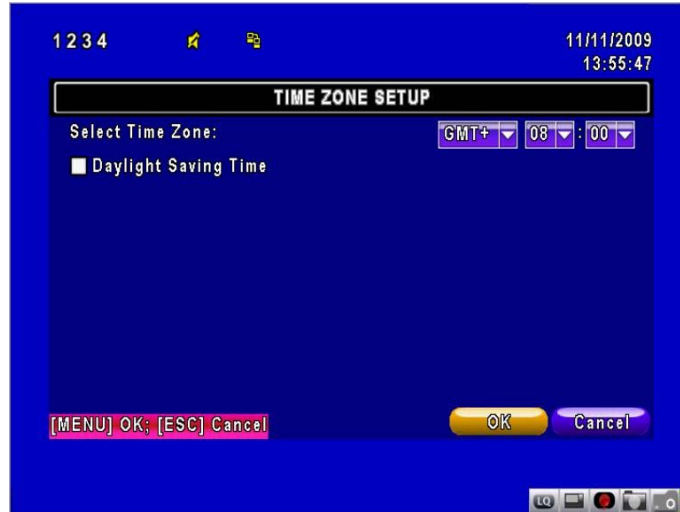 1234
11/11/2009
13:55:47
TIME ZONE SETUP
Select Time Zone: GMT+ 08 : 00
Daylight Saving Time
[MENU] OK; [ESC] Cancel
OK Cancel
LQ